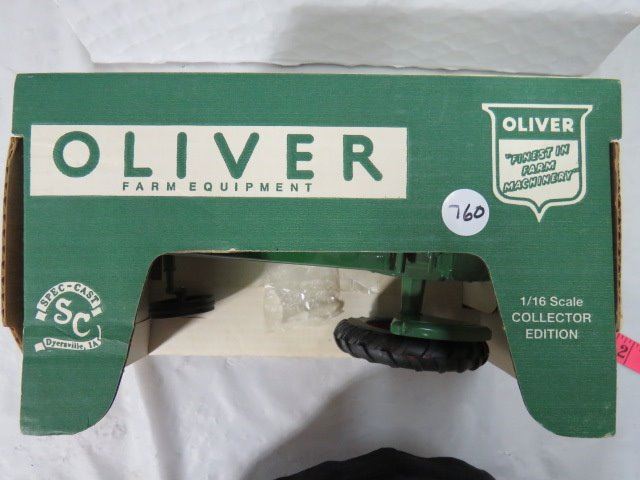 OLIVER
FARM EQUIPMENT
OLIVER
"FINEST IN
FARM
MACHINERY"
760
SPEC-CAST
SC
Dyersville, IA
1/16 Scale
COLLECTOR
EDITION
2